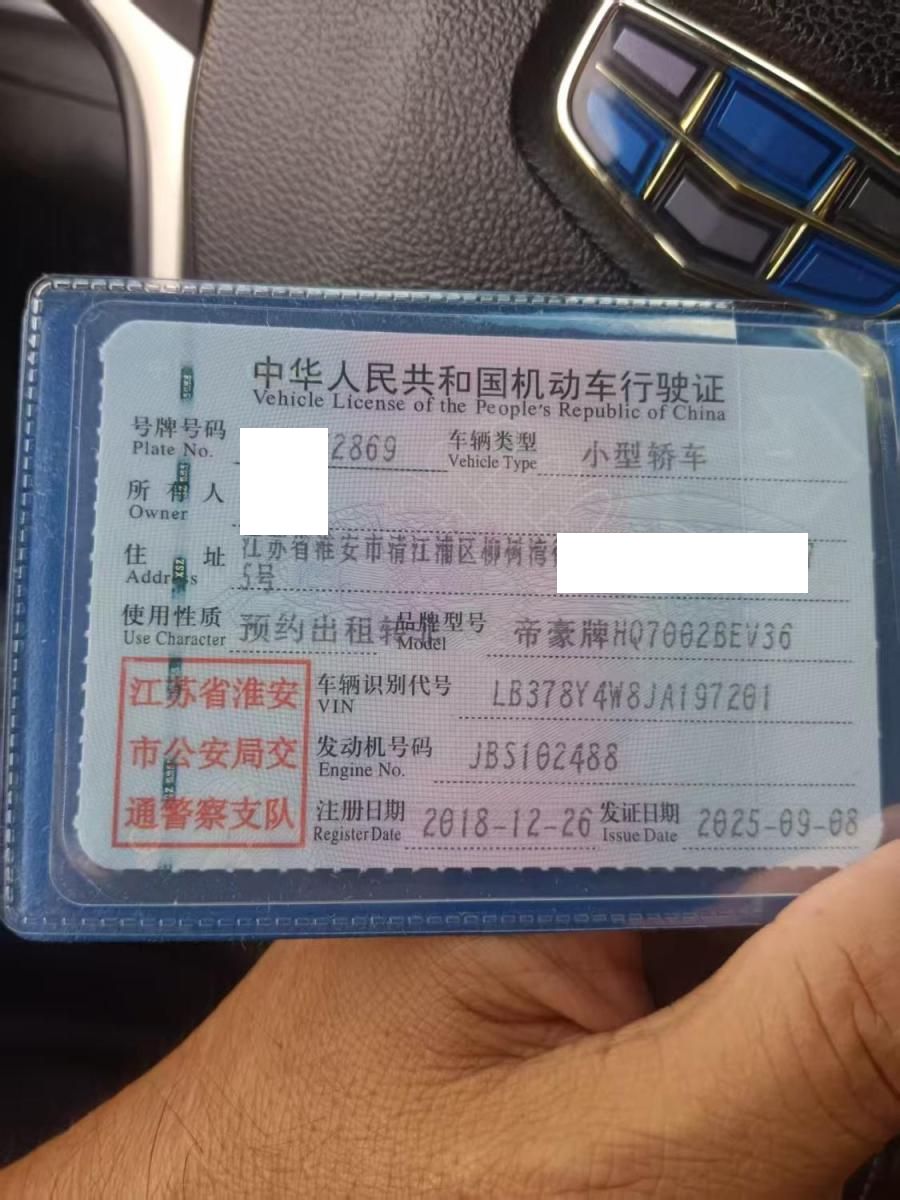 中华人民共和国机动车行驶证
Vehicle License of the People's Republic of China
号牌号码 2869 车辆类型 小型轿车
Plate No. Vehicle Type
所有人
Owner
住址 江苏省淮安市清江浦区柳树湾
Address 5号
使用性质 预约出租转非 品牌型号 帝豪牌HQ7002BEV36
Use Character Model
江苏省淮安 车辆识别代号 LB378Y4W8JA197201
VIN
市公安局交 发动机号码 JBS102488
Engine No.
通警察支队 注册日期 2018-12-26 发证日期 2025-09-08
Register Date Issue Date